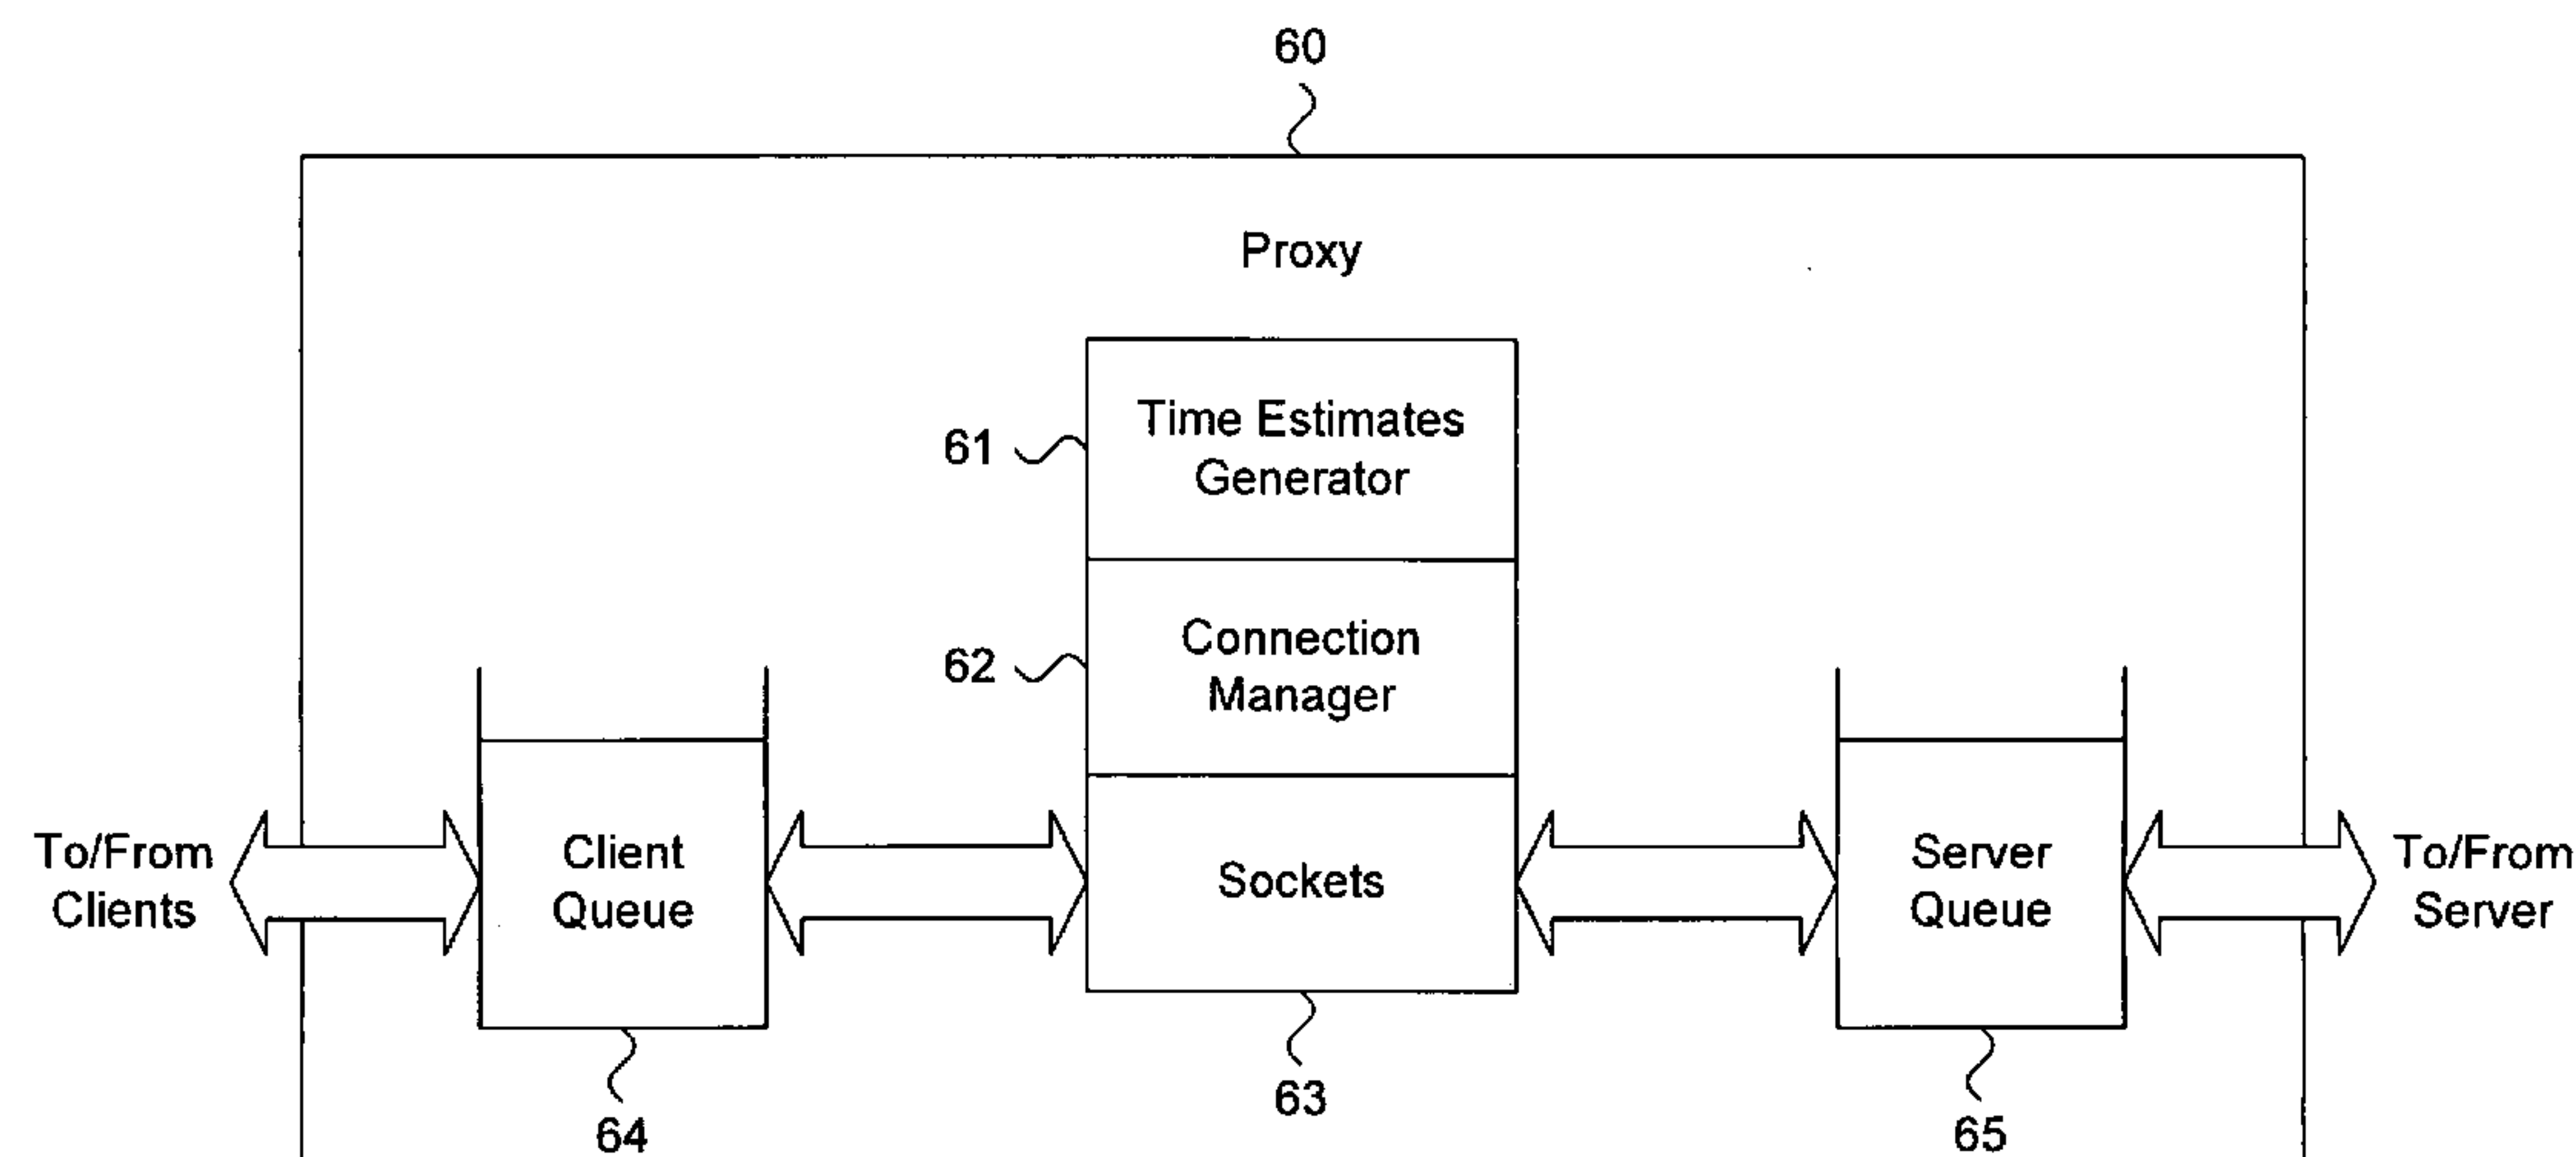 60
Proxy
61
Time Estimates
Generator
62
Connection
Manager
To/From
Clients
Client
Queue
Sockets
Server
Queue
To/From
Server
63
64
65